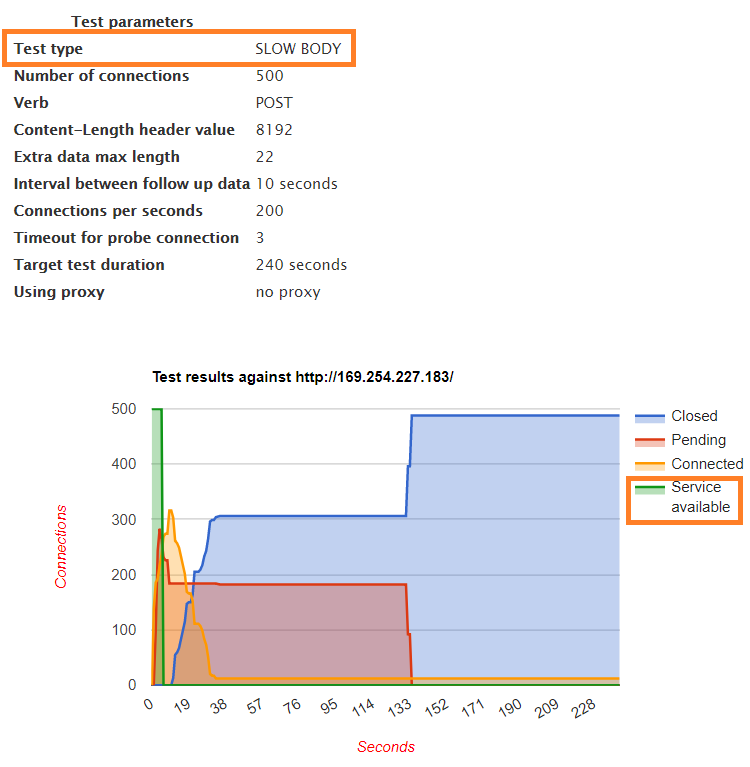 Test parameters
Test type SLOW BODY
Number of connections 500
Verb POST
Content-Length header value 8192
Extra data max length 22
Interval between follow up data 10 seconds
Connections per seconds 200
Timeout for probe connection 3
Target test duration 240 seconds
Using proxy no proxy
Test results against http://169.254.227.183/
500
400
300
200
100
0
Connections
0 19 38 57 76 95 114 133 152 171 190 209 228
Seconds
Closed
Pending
Connected
Service
available